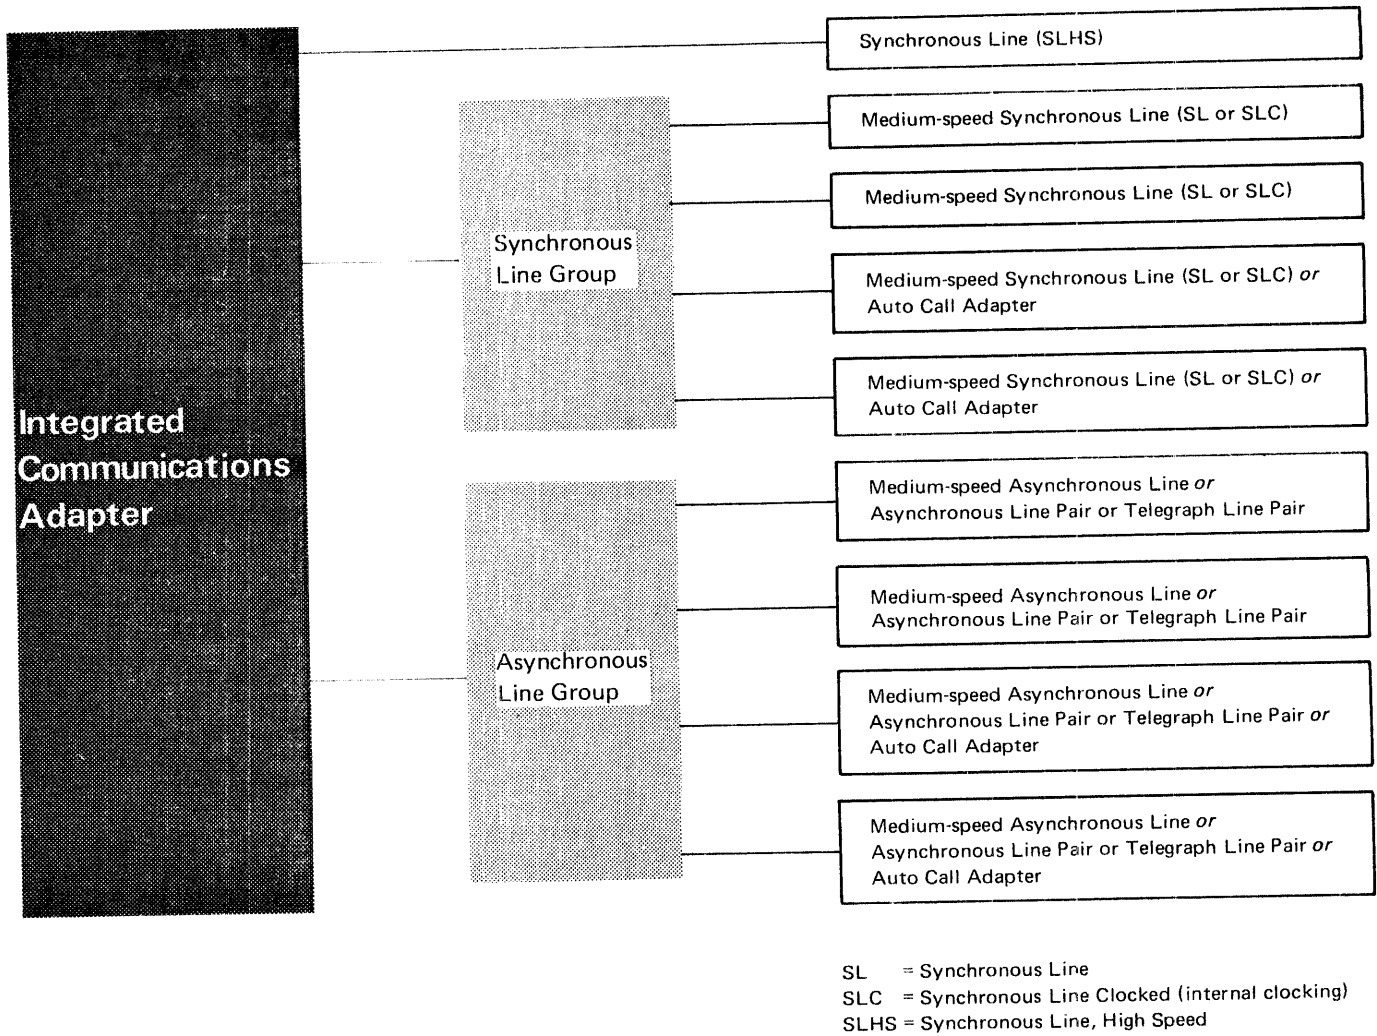 Integrated
Communications
Adapter
Synchronous Line (SLHS)
Synchronous
Line Group
Medium-speed Synchronous Line (SL or SLC)
Medium-speed Synchronous Line (SL or SLC)
Medium-speed Synchronous Line (SL or SLC) or
Auto Call Adapter
Medium-speed Synchronous Line (SL or SLC) or
Auto Call Adapter
Asynchronous
Line Group
Medium-speed Asynchronous Line or
Asynchronous Line Pair or Telegraph Line Pair
Medium-speed Asynchronous Line or
Asynchronous Line Pair or Telegraph Line Pair
Medium-speed Asynchronous Line or
Asynchronous Line Pair or Telegraph Line Pair or
Auto Call Adapter
Medium-speed Asynchronous Line or
Asynchronous Line Pair or Telegraph Line Pair or
Auto Call Adapter
SL = Synchronous Line
SLC = Synchronous Line Clocked (internal clocking)
SLHS = Synchronous Line, High Speed